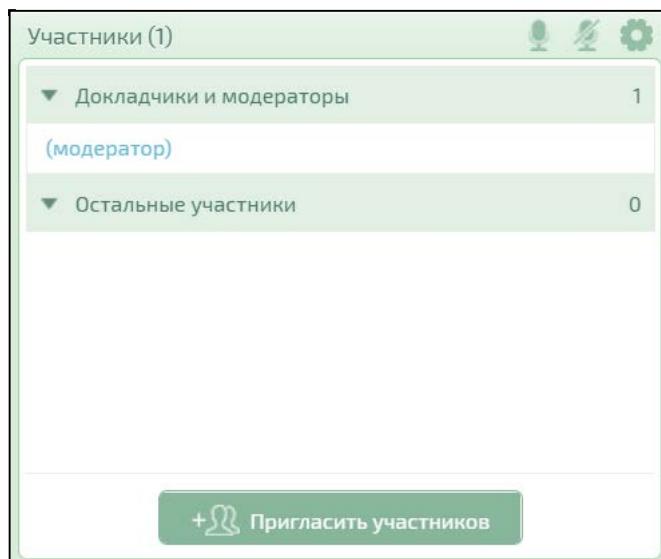 Участники (1)
Докладчики и модераторы 1
(модератор)
Остальные участники 0
Пригласить участников